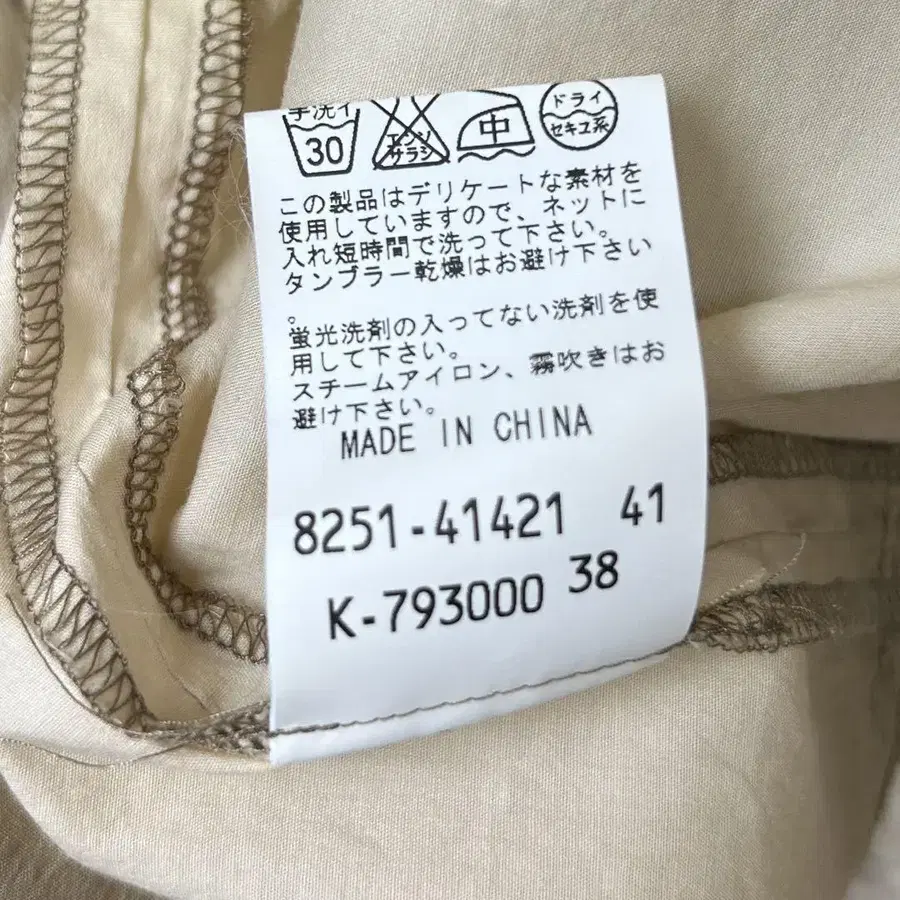 手洗イ
30
エンソ
サラシ
中
ドライ
セキユ系
この製品はデリケートな素材を
使用していますので、ネットに
入れ短時間で洗って下さい。
タンブラー乾燥はお避け下さい
。
蛍光洗剤の入ってない洗剤を使
用して下さい。
スチームアイロン、霧吹きはお
避け下さい。
MADE IN CHINA
8251-41421 41
K-793000 38